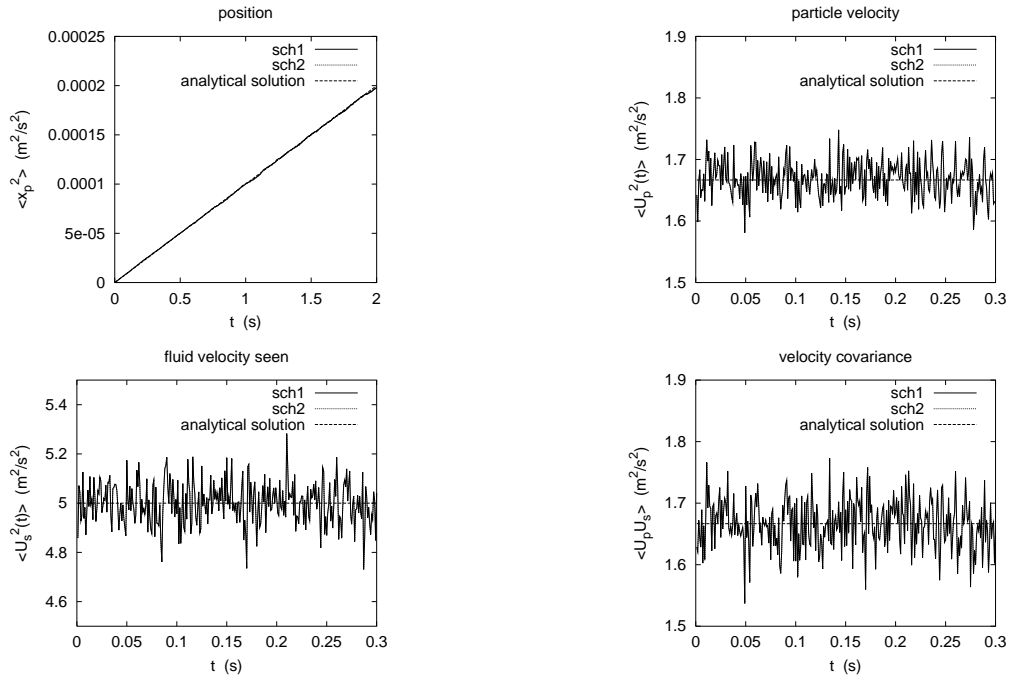 position
0.00025
0.0002
0.00015
0.0001
5e-05
0
<x_p^2> (m^2/s^2)
sch1
sch2
analytical solution
0 0.5 1 1.5 2
t (s)
particle velocity
1.9
1.8
1.7
1.6
1.5
<U_p^2(t)> (m^2/s^2)
sch1
sch2
analytical solution
0 0.05 0.1 0.15 0.2 0.25 0.3
t (s)
fluid velocity seen
5.4
5.2
5
4.8
4.6
<U_s^2(t)> (m^2/s^2)
sch1
sch2
analytical solution
0 0.05 0.1 0.15 0.2 0.25 0.3
t (s)
velocity covariance
1.9
1.8
1.7
1.6
1.5
<U_pU_s> (m^2/s^2)
sch1
sch2
analytical solution
0 0.05 0.1 0.15 0.2 0.25 0.3
t (s)